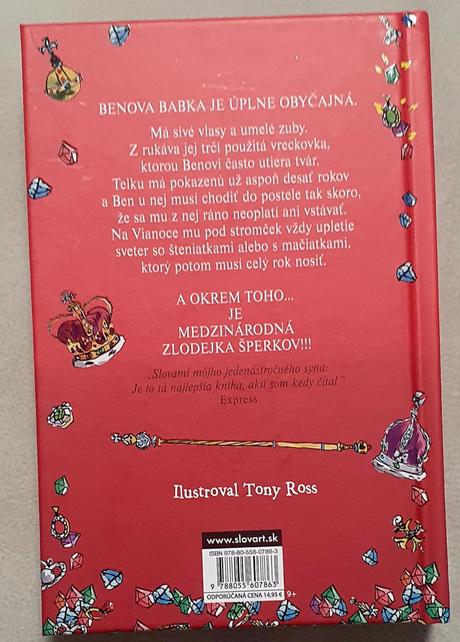 BENOVA BABKA JE ÚPLNE OBYČAJNÁ.
Má sivé vlasy a umelé zuby.
Z rukáva jej trčí použitá vreckovka,
ktorou Benovi často utiera tvár.
Telku má pokazenú už aspoň desať rokov
a Ben u nej musí chodiť do postele tak skoro,
že sa mu z nej ráno neoplatí ani vstávať.
Na Vianoce mu pod stromček vždy upletie
sveter so šteniatkami alebo s mačiatkami,
ktorý potom musí celý rok nosiť.
A OKREM TOHO...
JE
MEDZINÁRODNÁ
ZLODEJKA ŠPERKOV!!!
„Slovami môjho jedenásťročného syna:
Je to tá najlepšia kniha, akú som kedy čítal.“
Express
Ilustroval Tony Ross
www.slovart.sk
ISBN 978-80-556-0786-3
9 788055 607863
ODPORÚČANÁ CENA 14,95 € 9+